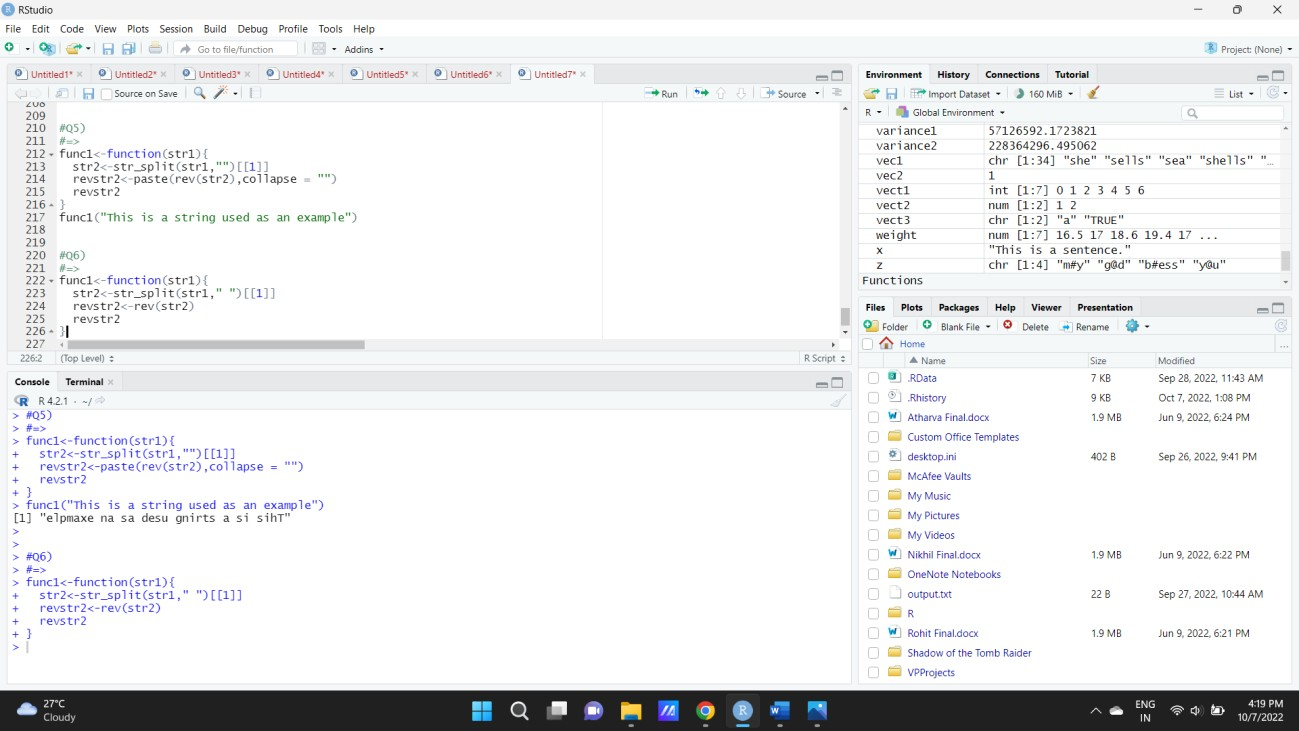 RStudio
File Edit Code View Plots Session Build Debug Profile Tools Help
Go to file/function Addins Project: (None)
Untitled1* Untitled2* Untitled3* Untitled4* Untitled5* Untitled6* Untitled7*
Source on Save Run Source
208
209
210 #Q5)
211 #=>
212 func1<-function(str1){
213 str2<-str_split(str1,"")[[1]]
214 revstr2<-paste(rev(str2),collapse = "")
215 revstr2
216 }
217 func1("This is a string used as an example")
218
219
220 #Q6)
221 #=>
222 func1<-function(str1){
223 str2<-str_split(str1," ")[[1]]
224 revstr2<-rev(str2)
225 revstr2
226 }
227
226:2 (Top Level) R Script
Console Terminal
R 4.2.1 · ~/
> #Q5)
> #=>
> func1<-function(str1){
+ str2<-str_split(str1,"")[[1]]
+ revstr2<-paste(rev(str2),collapse = "")
+ revstr2
+ }
> func1("This is a string used as an example")
[1] "elpmaxe na sa desu gnirts a si sihT"
>
>
> #Q6)
> #=>
> func1<-function(str1){
+ str2<-str_split(str1," ")[[1]]
+ revstr2<-rev(str2)
+ revstr2
+ }
>
Environment History Connections Tutorial
Import Dataset 160 MiB List
R Global Environment
variance1 57126592.1723821
variance2 228364296.495062
vec1 chr [1:34] "she" "sells" "sea" "shells" "…
vec2 1
vect1 int [1:7] 0 1 2 3 4 5 6
vect2 num [1:2] 1 2
vect3 chr [1:2] "a" "TRUE"
weight num [1:7] 16.5 17 18.6 19.4 17 ...
x "This is a sentence."
z chr [1:4] "m#y" "g@d" "b#ess" "y@u"
Functions
Files Plots Packages Help Viewer Presentation
Folder Blank File Delete Rename
Home ...
Name Size Modified
.RData 7 KB Sep 28, 2022, 11:43 AM
.Rhistory 9 KB Oct 7, 2022, 1:08 PM
Atharva Final.docx 1.9 MB Jun 9, 2022, 6:24 PM
Custom Office Templates
desktop.ini 402 B Sep 26, 2022, 9:41 PM
McAfee Vaults
My Music
My Pictures
My Videos
Nikhil Final.docx 1.9 MB Jun 9, 2022, 6:22 PM
OneNote Notebooks
output.txt 22 B Sep 27, 2022, 10:44 AM
R
Rohit Final.docx 1.9 MB Jun 9, 2022, 6:21 PM
Shadow of the Tomb Raider
VPProjects
27°C
Cloudy
ENG
IN
4:19 PM
10/7/2022